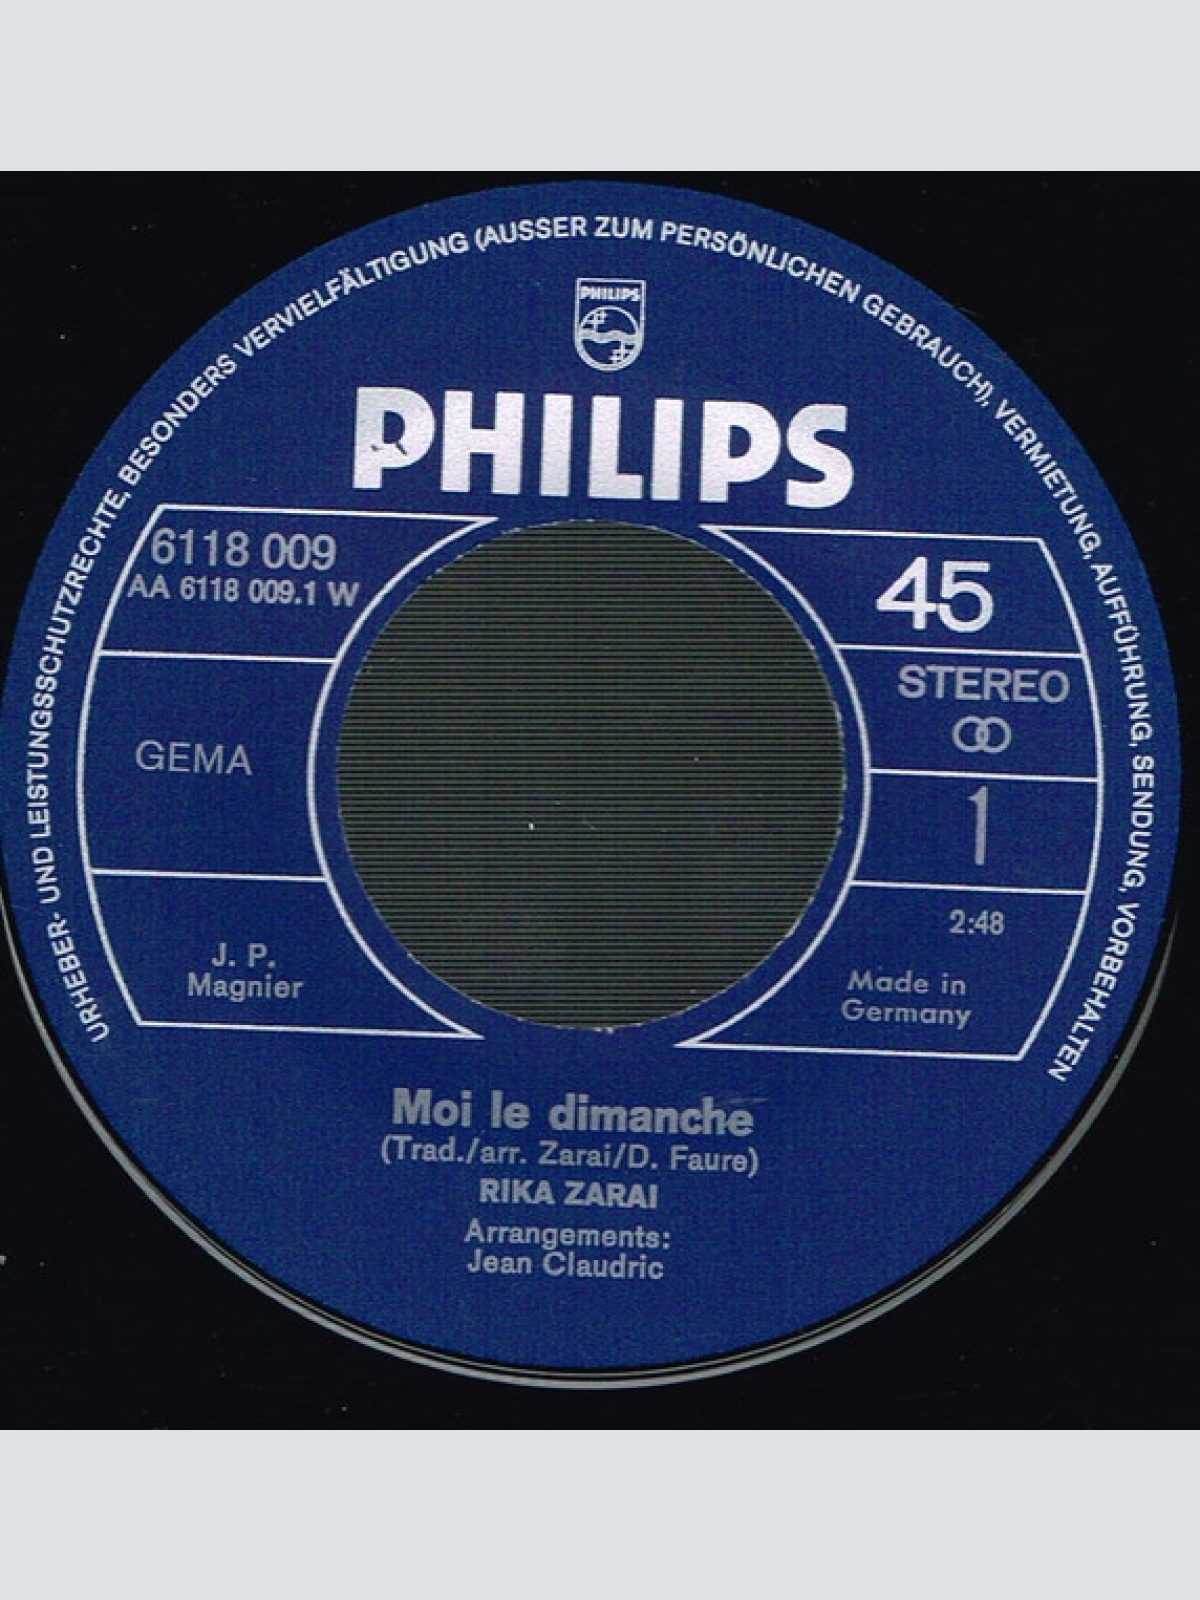 URHEBER- UND LEISTUNGSSCHUTZRECHTE, BESONDERS VERVIELFÄLTIGUNG (AUSSER ZUM PERSÖNLICHEN GEBRAUCH), VERMIETUNG, AUFFÜHRUNG, SENDUNG, VORBEHALTEN
PHILIPS
PHILIPS
6118 009
AA 6118 009.1 W
GEMA
J. P.
Magnier
45
STEREO
1
2:48
Made in
Germany
Moi le dimanche
(Trad./arr. Zarai/D. Faure)
RIKA ZARAI
Arrangements:
Jean Claudric